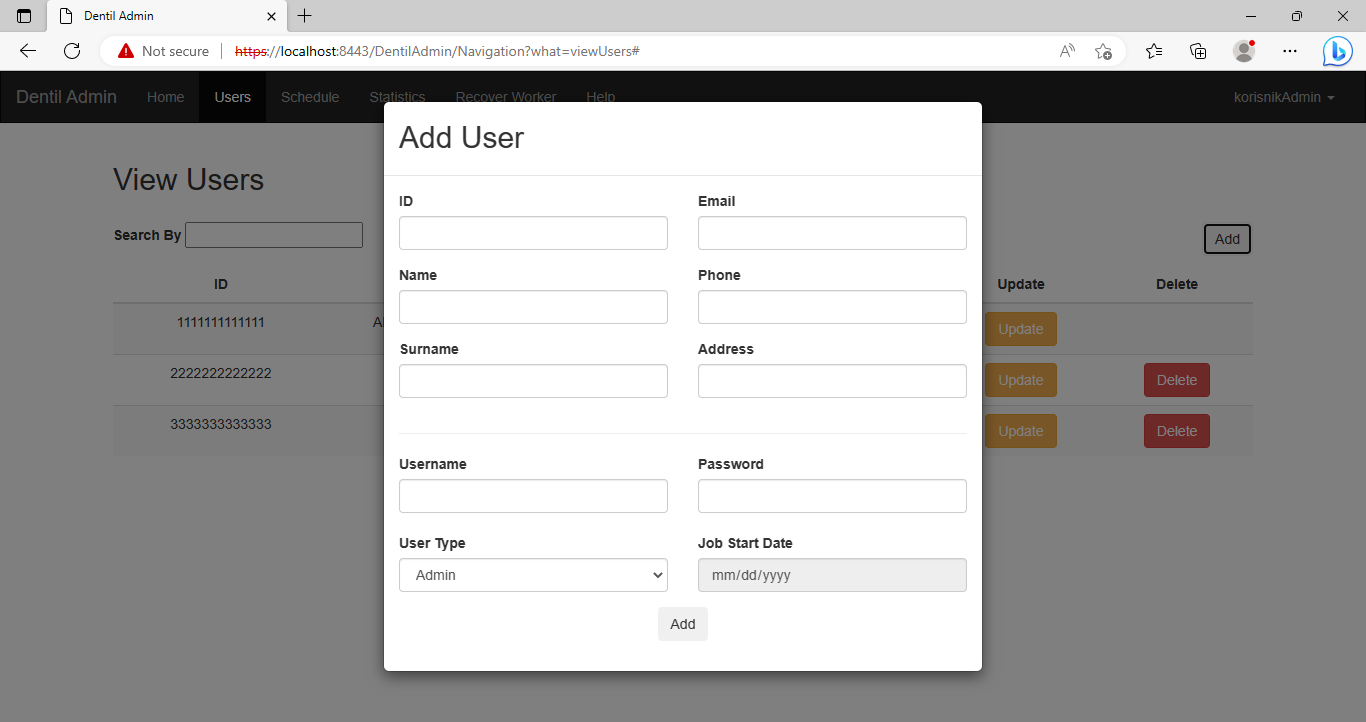 Dentil Admin
Not secure https://localhost:8443/DentilAdmin/Navigation?what=viewUsers#
Dentil Admin Home Users Schedule Statistics Recover Worker Help korisnikAdmin
Add User
View Users
ID Email
Search By Add
Name Phone
ID Update Delete
1111111111111 Update
Surname Address
2222222222222 Update Delete
3333333333333 Update Delete
Username Password
User Type Job Start Date
Admin mm/dd/yyyy
Add